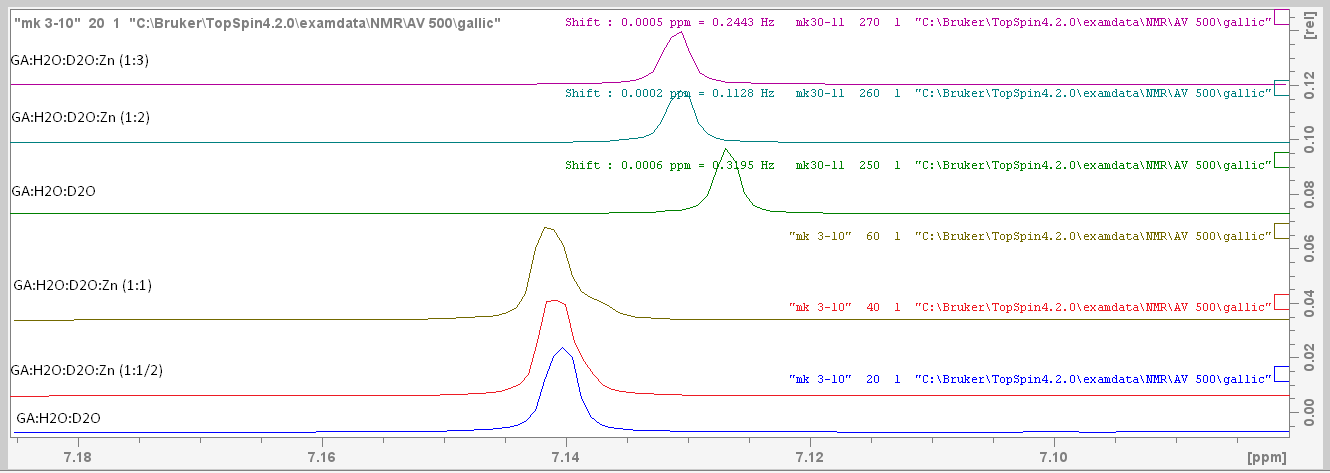 "mk 3-10"  20  1  "C:\Bruker\TopSpin4.2.0\examdata\NMR\AV 500\gallic"
Shift : 0.0005 ppm = 0.2443 Hz   mk30-11  270  1  "C:\Bruker\TopSpin4.2.0\examdata\NMR\AV 500\gallic"
[rel]
GA:H2O:D2O:Zn (1:3)
0.12
Shift : 0.0002 ppm = 0.1128 Hz   mk30-11  260  1  "C:\Bruker\TopSpin4.2.0\examdata\NMR\AV 500\gallic"
GA:H2O:D2O:Zn (1:2)
0.10
Shift : 0.0006 ppm = 0.3195 Hz   mk30-11  250  1  "C:\Bruker\TopSpin4.2.0\examdata\NMR\AV 500\gallic"
GA:H2O:D2O
0.08
"mk 3-10"  60  1  "C:\Bruker\TopSpin4.2.0\examdata\NMR\AV 500\gallic"
0.06
GA:H2O:D2O:Zn (1:1)
"mk 3-10"  40  1  "C:\Bruker\TopSpin4.2.0\examdata\NMR\AV 500\gallic"
0.04
GA:H2O:D2O:Zn (1:1/2)
0.02
"mk 3-10"  20  1  "C:\Bruker\TopSpin4.2.0\examdata\NMR\AV 500\gallic"
GA:H2O:D2O
0.00
7.18 7.16 7.14 7.12 7.10 [ppm]